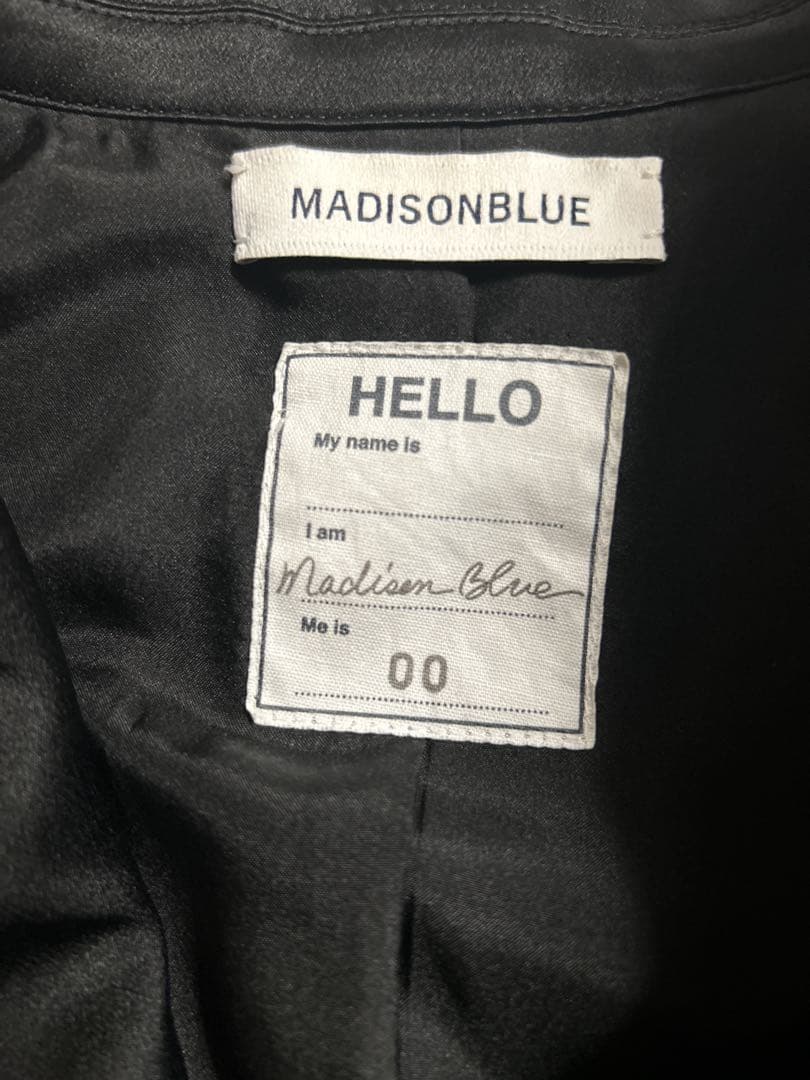 MADISONBLUE
HELLO
My name is
I am
Madison Blue
Me is
00